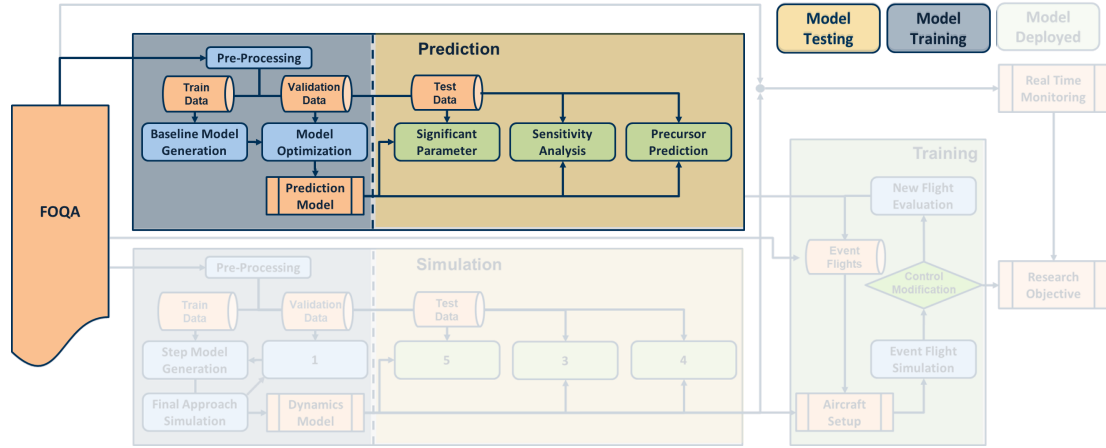 Model
Testing
Model
Training
Model
Deployed
Prediction
Pre-Processing
Train
Data
Validation
Data
Test
Data
Baseline Model
Generation
Model
Optimization
Significant
Parameter
Sensitivity
Analysis
Precursor
Prediction
Prediction
Model
FOQA
Real Time
Monitoring
Training
New Flight
Evaluation
Event
Flights
Control
Modification
Research
Objective
Event Flight
Simulation
Aircraft
Setup
Simulation
Pre-Processing
Train
Data
Validation
Data
Test
Data
Step Model
Generation
1
5
3
4
Final Approach
Simulation
Dynamics
Model